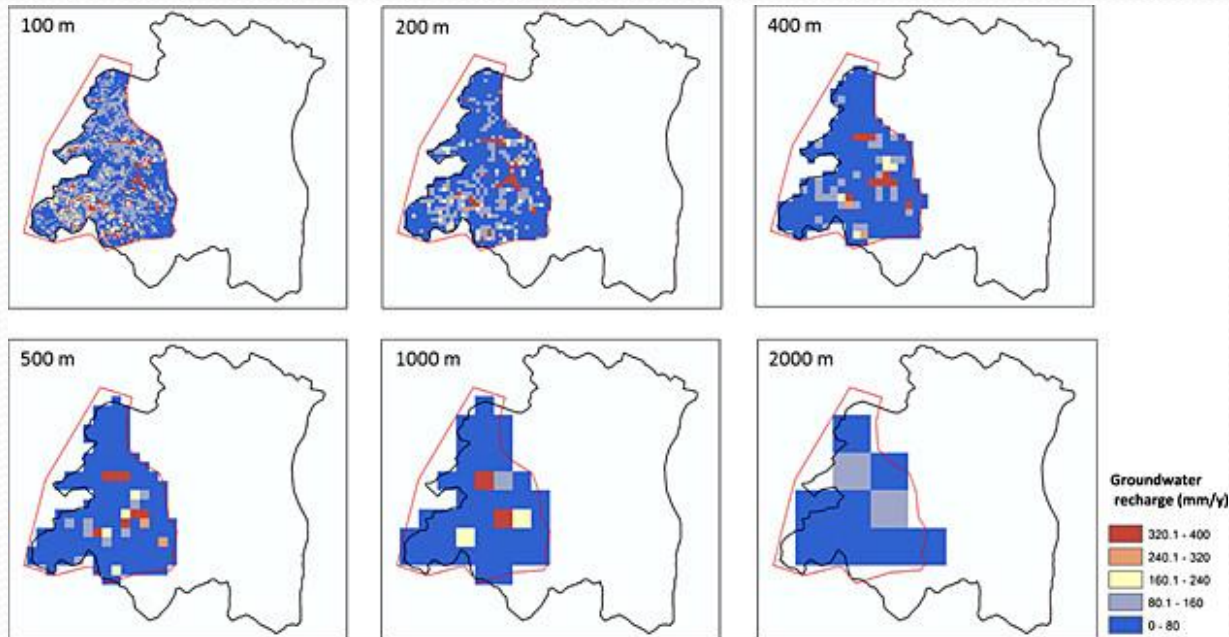 100 m
200 m
400 m
500 m
1000 m
2000 m
Groundwater
recharge (mm/y)
320.1 - 400
240.1 - 320
160.1 - 240
80.1 - 160
0 - 80